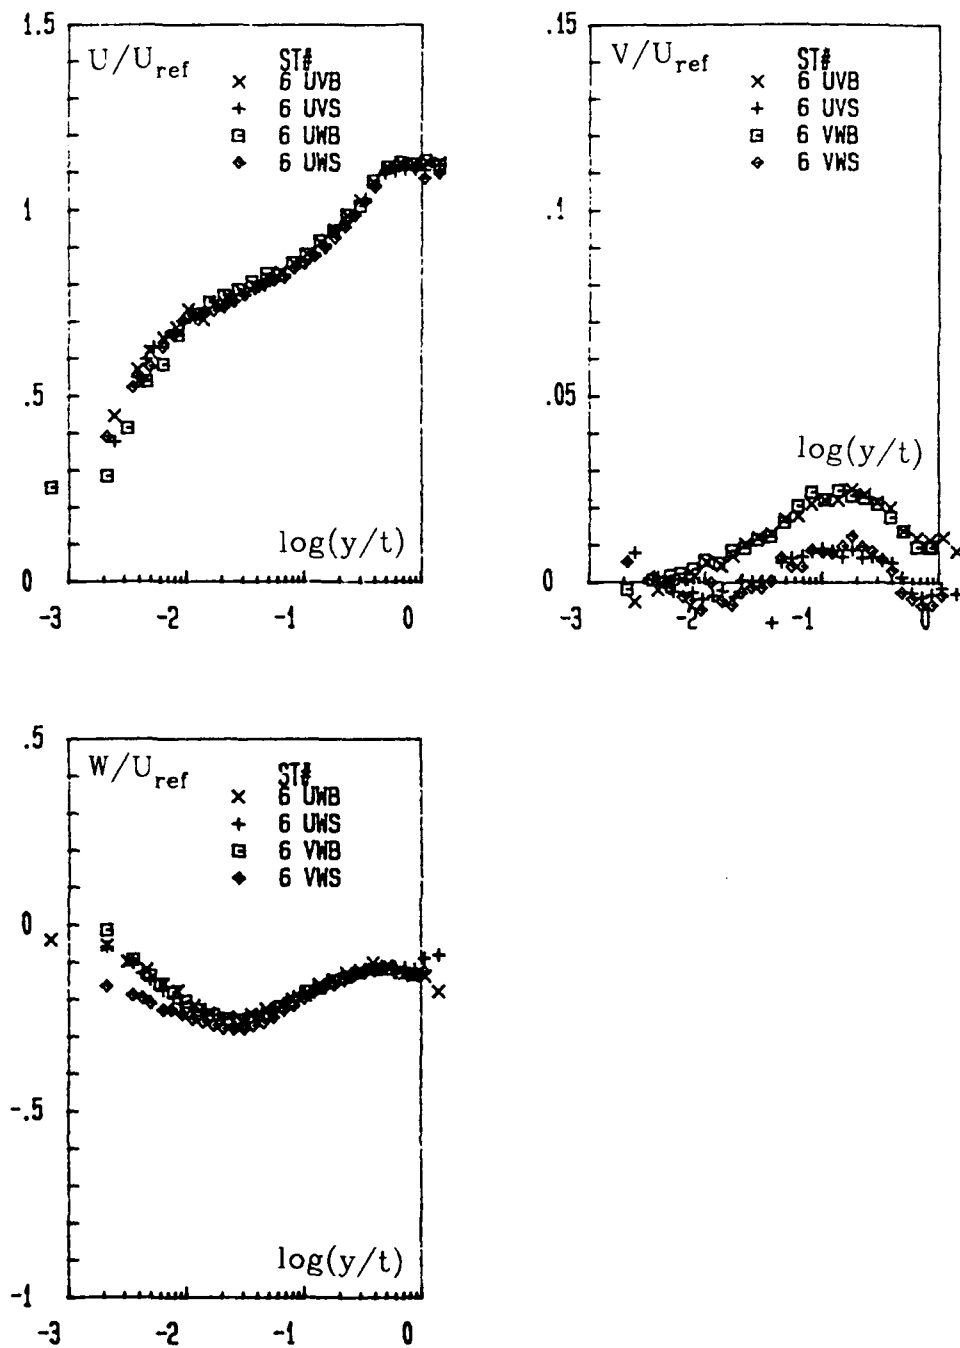 1.5
U/U_ref
ST#
6 UVB
6 UVS
6 UWB
6 UWS
1
.5
log(y/t)
0
-3
-2
-1
0
.15
V/U_ref
ST#
6 UVB
6 UVS
6 VWB
6 VWS
.1
.05
log(y/t)
0
-3
-2
-1
0
.5
W/U_ref
ST#
6 UWB
6 UWS
6 VWB
6 VWS
0
-.5
log(y/t)
-1
-3
-2
-1
0